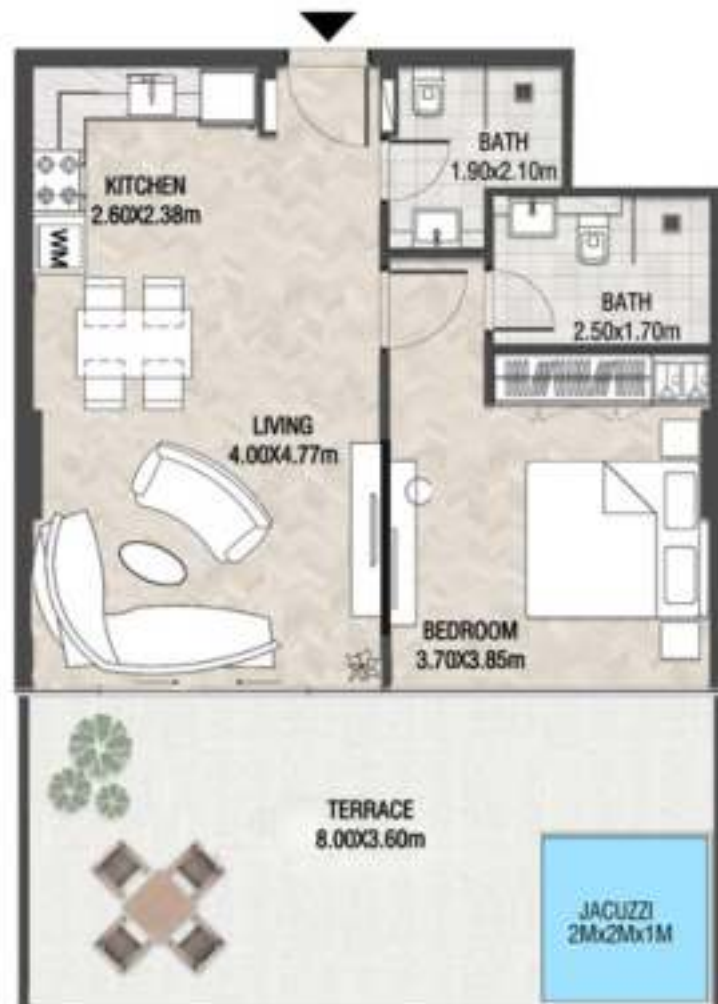 BATH
1.90x2.10m
KITCHEN
2.60X2.38m
WM
BATH
2.50x1.70m
LIVING
4.00X4.77m
BEDROOM
3.70X3.85m
TERRACE
8.00X3.60m
JACUZZI
2Mx2Mx1M